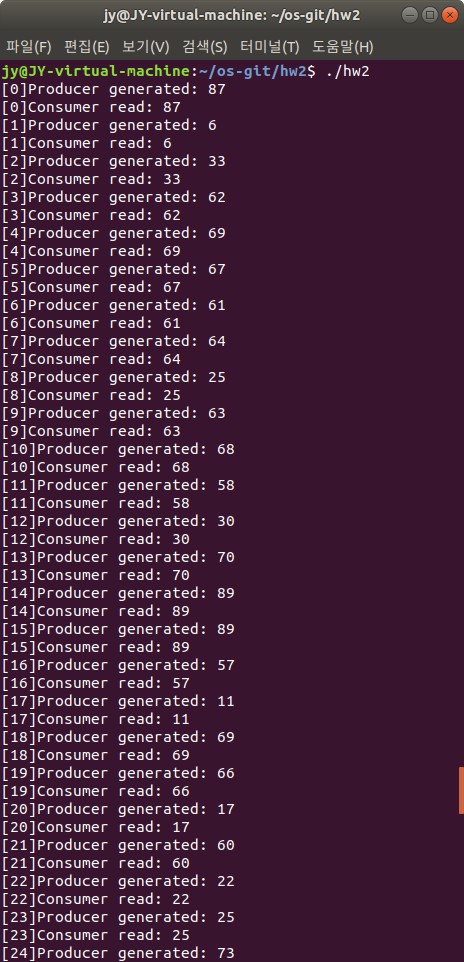 jy@JY-virtual-machine: ~/os-git/hw2
파일(F) 편집(E) 보기(V) 검색(S) 터미널(T) 도움말(H)
jy@JY-virtual-machine:~/os-git/hw2$ ./hw2
[0]Producer generated: 87
[0]Consumer read: 87
[1]Producer generated: 6
[1]Consumer read: 6
[2]Producer generated: 33
[2]Consumer read: 33
[3]Producer generated: 62
[3]Consumer read: 62
[4]Producer generated: 69
[4]Consumer read: 69
[5]Producer generated: 67
[5]Consumer read: 67
[6]Producer generated: 61
[6]Consumer read: 61
[7]Producer generated: 64
[7]Consumer read: 64
[8]Producer generated: 25
[8]Consumer read: 25
[9]Producer generated: 63
[9]Consumer read: 63
[10]Producer generated: 68
[10]Consumer read: 68
[11]Producer generated: 58
[11]Consumer read: 58
[12]Producer generated: 30
[12]Consumer read: 30
[13]Producer generated: 70
[13]Consumer read: 70
[14]Producer generated: 89
[14]Consumer read: 89
[15]Producer generated: 89
[15]Consumer read: 89
[16]Producer generated: 57
[16]Consumer read: 57
[17]Producer generated: 11
[17]Consumer read: 11
[18]Producer generated: 69
[18]Consumer read: 69
[19]Producer generated: 66
[19]Consumer read: 66
[20]Producer generated: 17
[20]Consumer read: 17
[21]Producer generated: 60
[21]Consumer read: 60
[22]Producer generated: 22
[22]Consumer read: 22
[23]Producer generated: 25
[23]Consumer read: 25
[24]Producer generated: 73